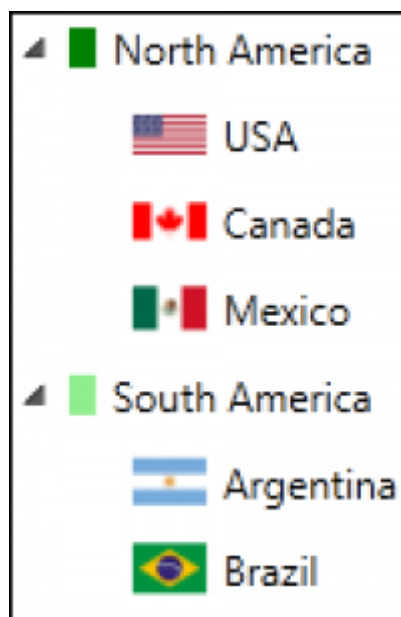 North America
USA
Canada
Mexico
South America
Argentina
Brazil